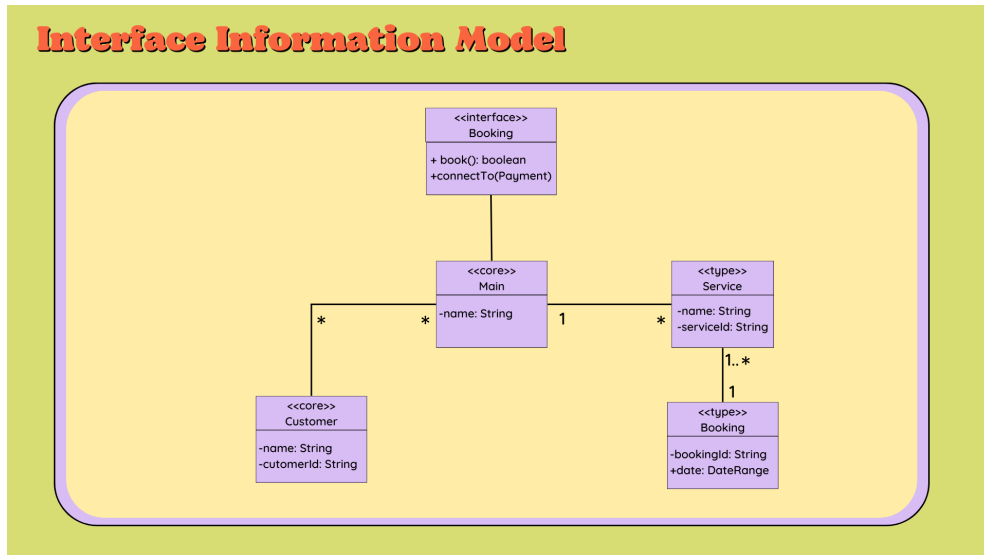 Interface Information Model
<<interface>>
Booking
+ book(): boolean
+connectTo(Payment)
<<core>>
Main
-name: String
<<type>>
Service
-name: String
-serviceId: String
*
*
1
*
1..*
1
<<core>>
Customer
-name: String
-cutomerId: String
<<type>>
Booking
-bookingId: String
+date: DateRange